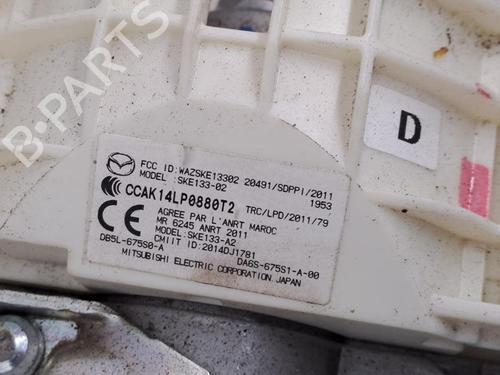 B-PARTS
D
FCC ID:WAZSKE13302 20491/SDPPI/2011
MODEL :SKE133-02 1953
CCAK14LP0880T2 TRC/LPD/2011/79
AGREE PAR L'ANRT MAROC
MR 6245 ANRT 2011
MODEL:SKE133-A2
CE
DB5L-675S0-A CMIIT ID:2014DJ1781 DA6S-675S1-A-00
MITSUBISHI ELECTRIC CORPORATION.JAPAN